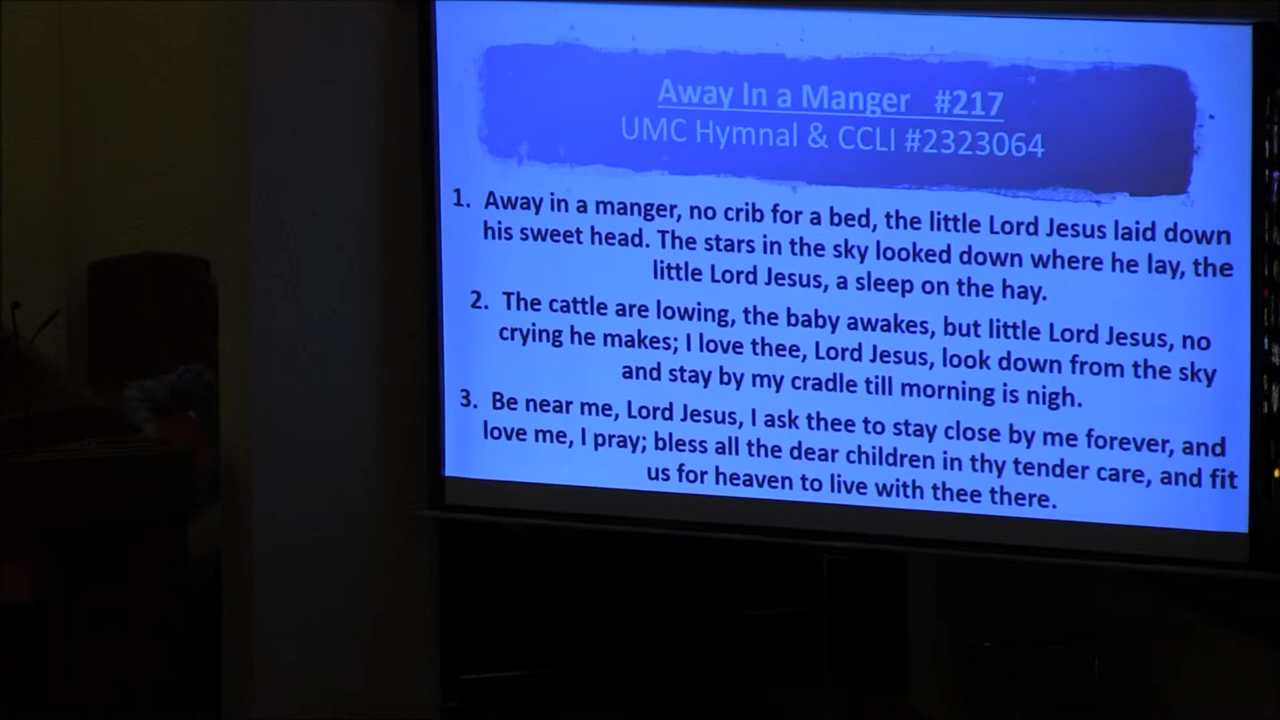 Away In a Manger #217
UMC Hymnal & CCLI #2323064
1. Away in a manger, no crib for a bed, the little Lord Jesus laid down
his sweet head. The stars in the sky looked down where he lay, the
little Lord Jesus, a sleep on the hay.
2. The cattle are lowing, the baby awakes, but little Lord Jesus, no
crying he makes; I love thee, Lord Jesus, look down from the sky
and stay by my cradle till morning is nigh.
3. Be near me, Lord Jesus, I ask thee to stay close by me forever, and
love me, I pray; bless all the dear children in thy tender care, and fit
us for heaven to live with thee there.